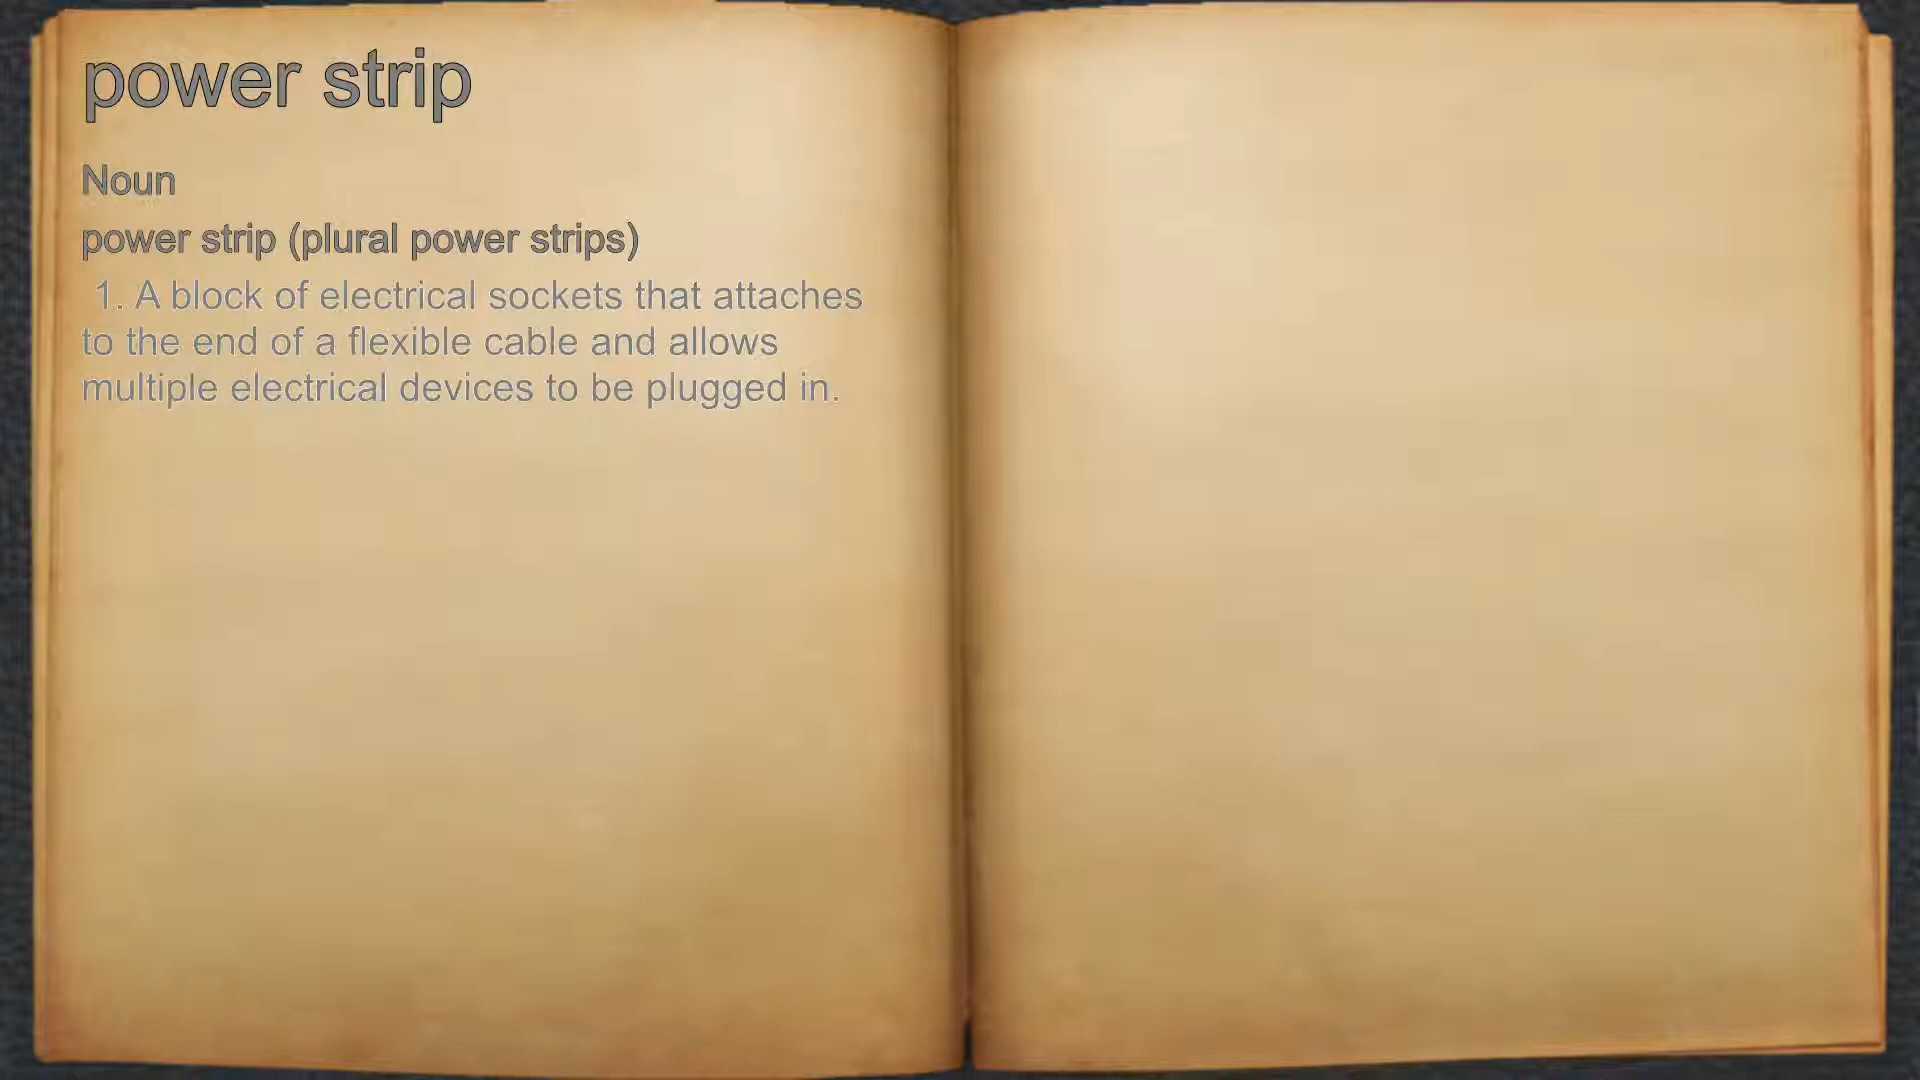 power strip
Noun
power strip (plural power strips)
1. A block of electrical sockets that attaches
to the end of a flexible cable and allows
multiple electrical devices to be plugged in.